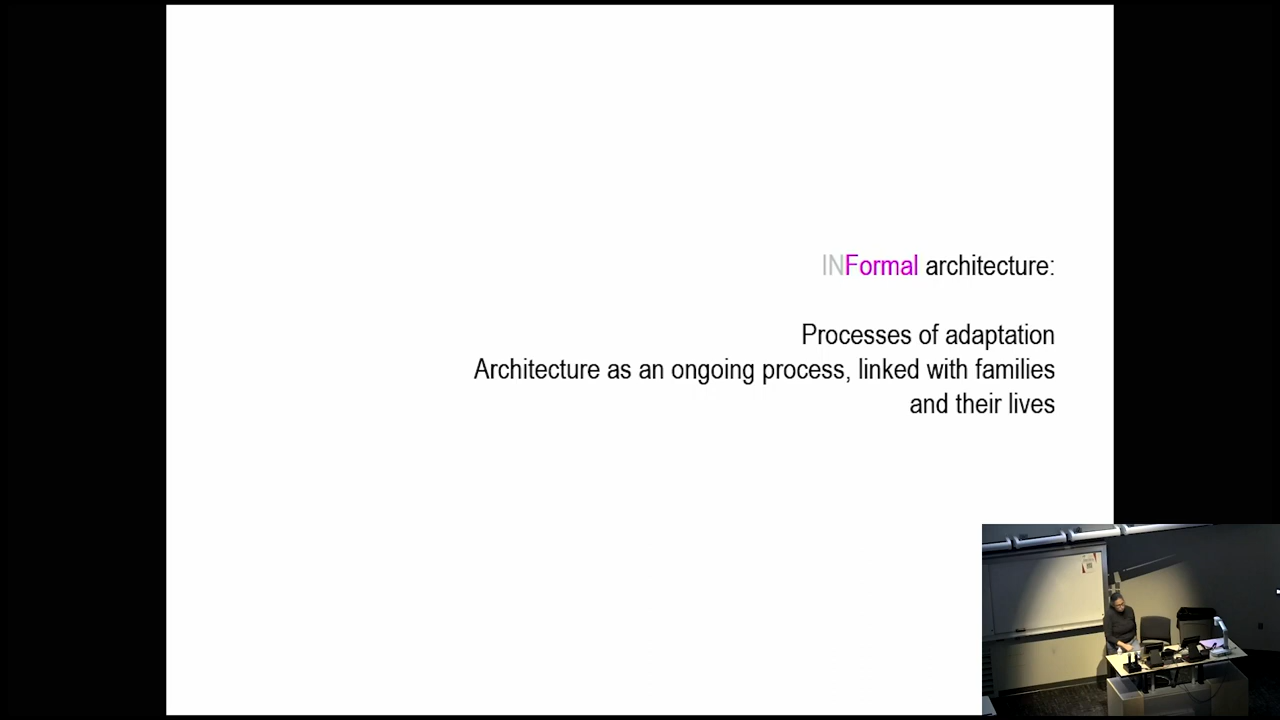 INFormal architecture:
Processes of adaptation
Architecture as an ongoing process, linked with families
and their lives